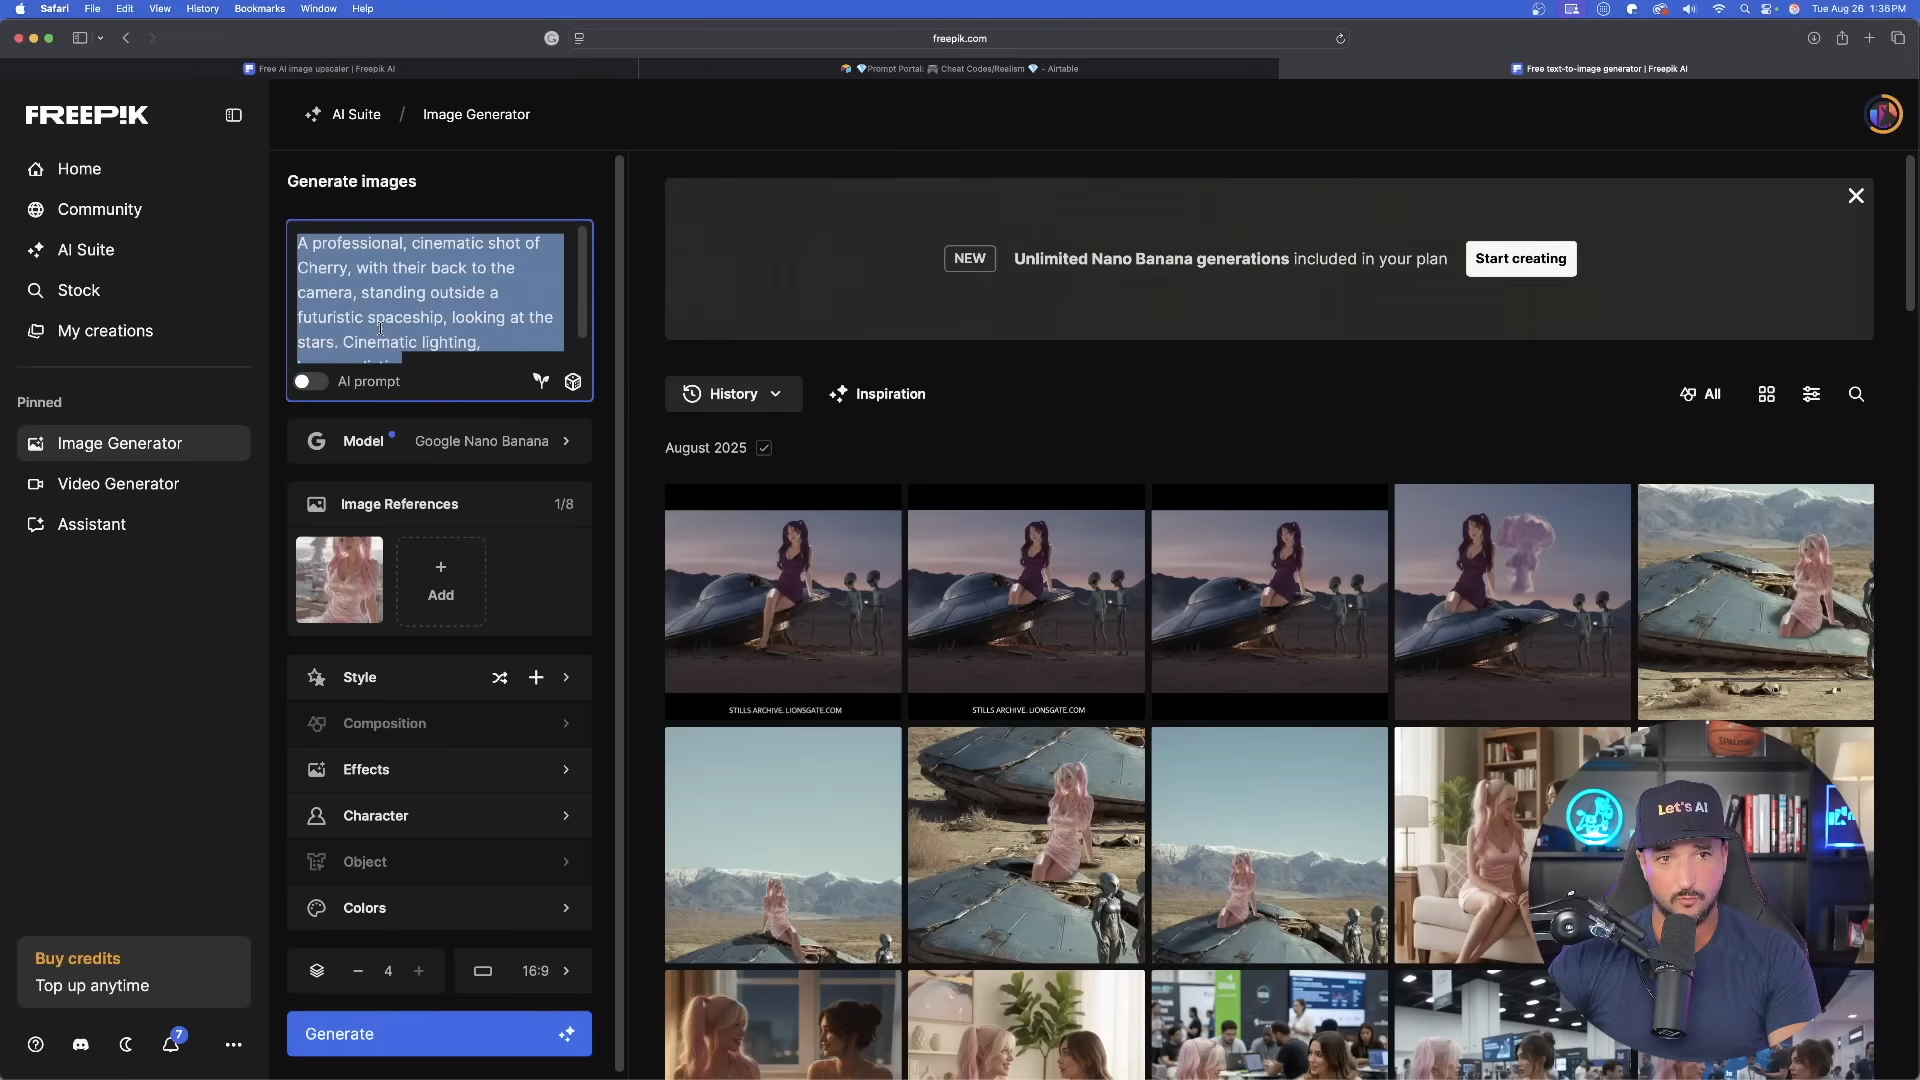 Safari File Edit View History Bookmarks Window Help
Tue Aug 26 1:36 PM
freepik.com
Free AI image upscaler | Freepik AI
💎Prompt Portal: 🎮 Cheat Codes/Realism 💎 - Airtable
Free text-to-image generator | Freepik AI
FREEP!K
AI Suite / Image Generator
Home
Community
AI Suite
Stock
My creations
Pinned
Image Generator
Video Generator
Assistant
Buy credits
Top up anytime
7
Generate images
A professional, cinematic shot of
Cherry, with their back to the
camera, standing outside a
futuristic spaceship, looking at the
stars. Cinematic lighting,
AI prompt
Model Google Nano Banana
Image References 1/8
Add
Style
Composition
Effects
Character
Object
Colors
4 16:9
Generate
NEW Unlimited Nano Banana generations included in your plan Start creating
History Inspiration All
August 2025
STILLS ARCHIVE. LIONSGATE.COM
STILLS ARCHIVE. LIONSGATE.COM
SPALDING
Let's AI